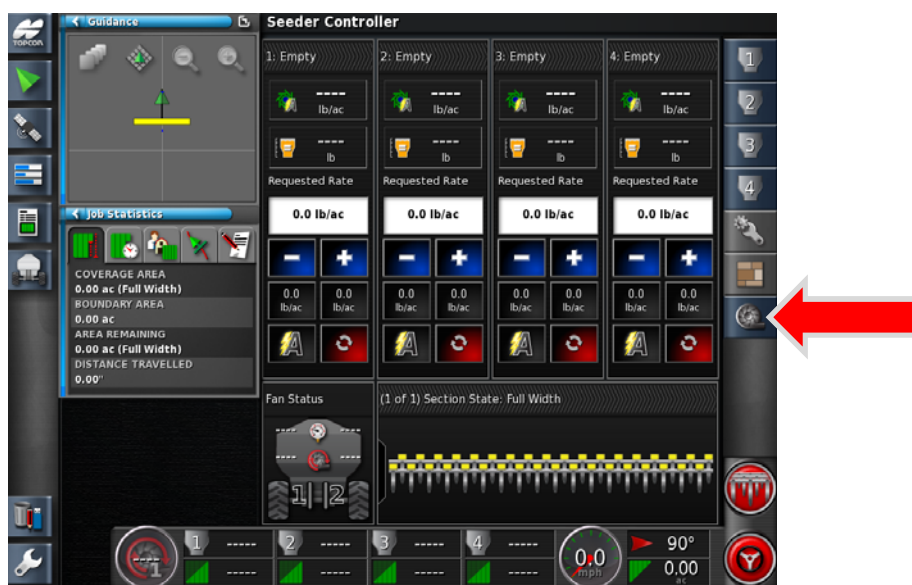 TOPCON
Guidance
Seeder Controller
1: Empty
2: Empty
3: Empty
4: Empty
---- lb/ac
---- lb/ac
---- lb/ac
---- lb/ac
---- lb
---- lb
---- lb
---- lb
Requested Rate
Requested Rate
Requested Rate
Requested Rate
0.0 lb/ac
0.0 lb/ac
0.0 lb/ac
0.0 lb/ac
0.0 lb/ac
0.0 lb/ac
0.0 lb/ac
0.0 lb/ac
0.0 lb/ac
0.0 lb/ac
0.0 lb/ac
0.0 lb/ac
A
A
A
A
1
2
3
4
Job Statistics
COVERAGE AREA
0.00 ac (Full Width)
BOUNDARY AREA
0.00 ac
AREA REMAINING
0.00 ac (Full Width)
DISTANCE TRAVELLED
0.00"
Fan Status
---- ----
---- ----
1 2
(1 of 1) Section State: Full Width
---1
1 -----
2 -----
3 -----
4 -----
-----
-----
-----
-----
0.0
mph
90°
0.00
ac